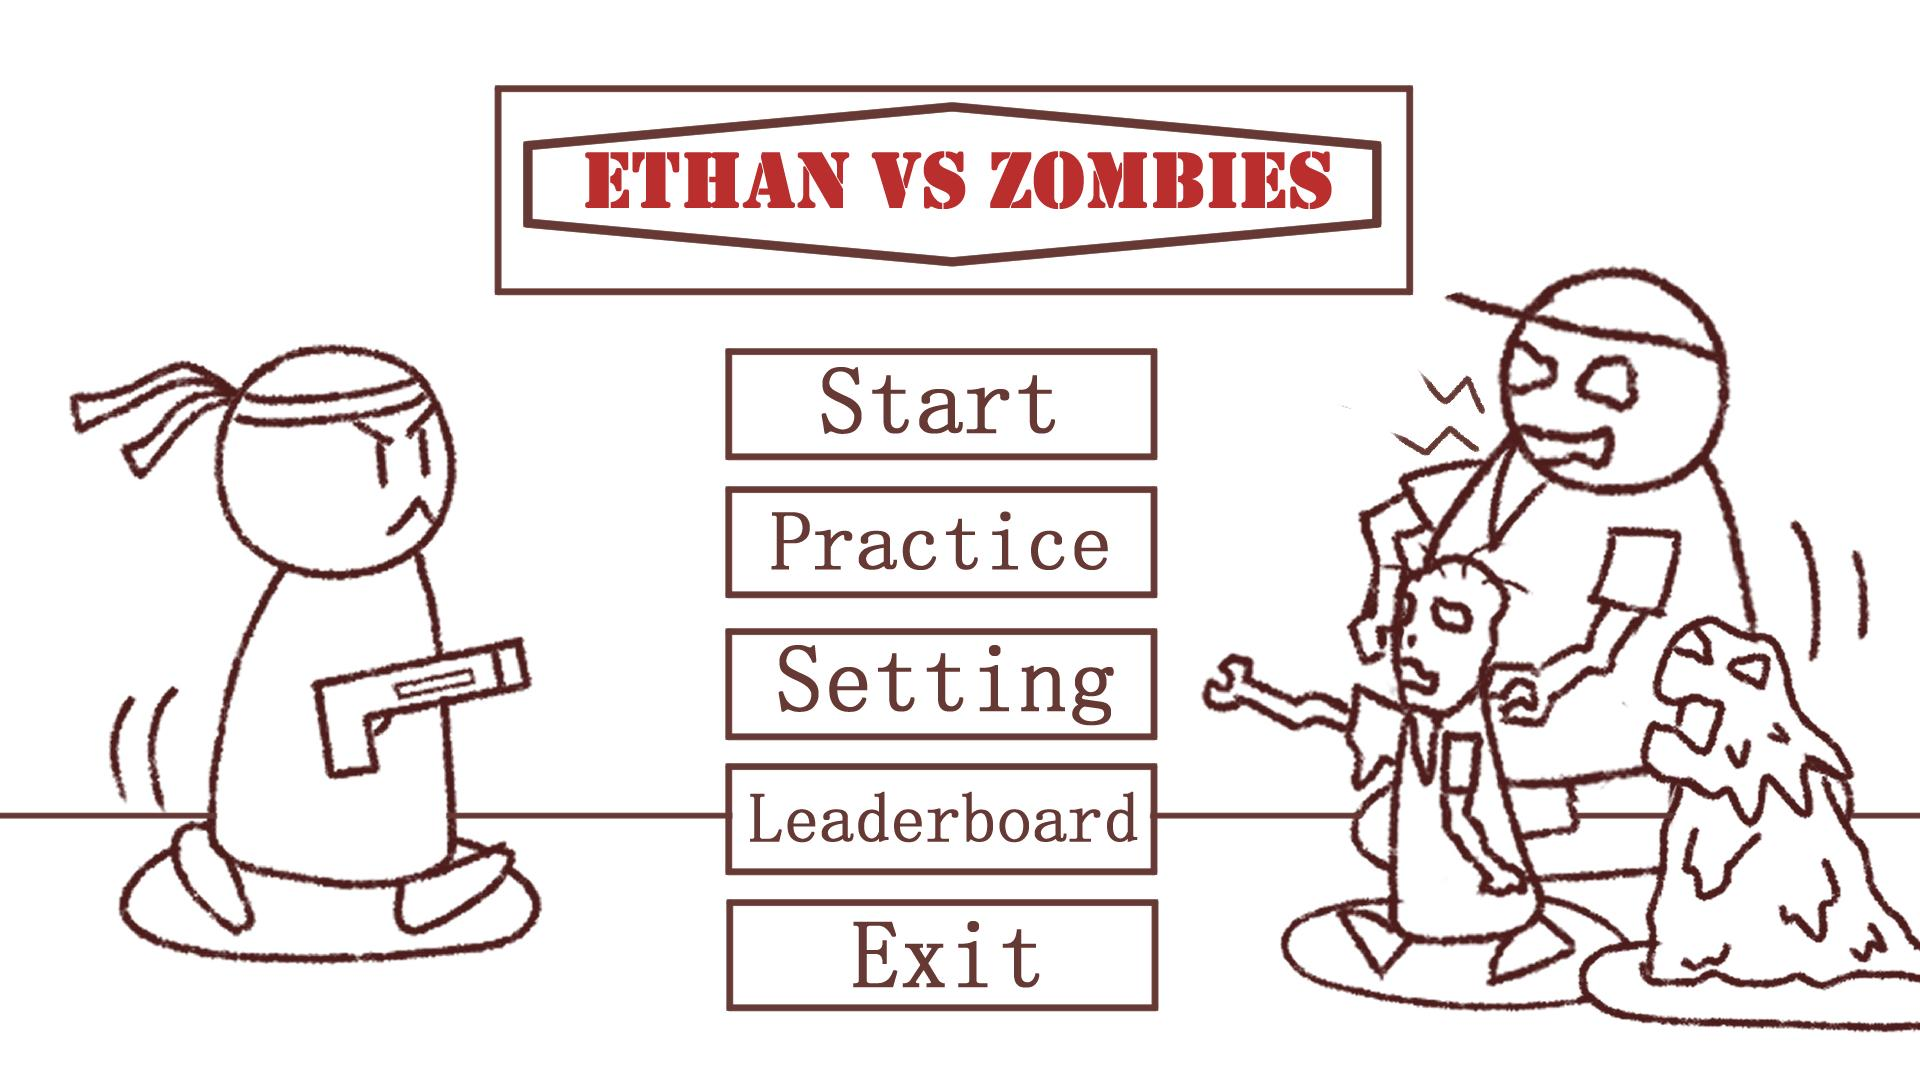 ETHAN VS ZOMBIES
Start
Practice
Setting
Leaderboard
Exit